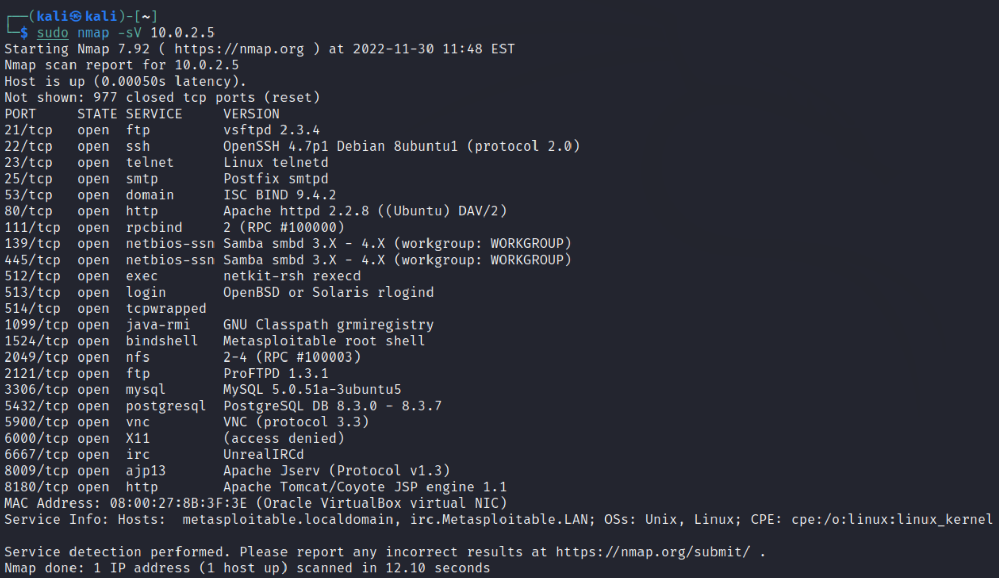 ┌──(kali㉿kali)-[~]
└─$ sudo nmap -sV 10.0.2.5
Starting Nmap 7.92 ( https://nmap.org ) at 2022-11-30 11:48 EST
Nmap scan report for 10.0.2.5
Host is up (0.00050s latency).
Not shown: 977 closed tcp ports (reset)
PORT     STATE SERVICE     VERSION
21/tcp   open  ftp         vsftpd 2.3.4
22/tcp   open  ssh         OpenSSH 4.7p1 Debian 8ubuntu1 (protocol 2.0)
23/tcp   open  telnet      Linux telnetd
25/tcp   open  smtp        Postfix smtpd
53/tcp   open  domain      ISC BIND 9.4.2
80/tcp   open  http        Apache httpd 2.2.8 ((Ubuntu) DAV/2)
111/tcp  open  rpcbind     2 (RPC #100000)
139/tcp  open  netbios-ssn Samba smbd 3.X - 4.X (workgroup: WORKGROUP)
445/tcp  open  netbios-ssn Samba smbd 3.X - 4.X (workgroup: WORKGROUP)
512/tcp  open  exec        netkit-rsh rexecd
513/tcp  open  login       OpenBSD or Solaris rlogind
514/tcp  open  tcpwrapped
1099/tcp open  java-rmi    GNU Classpath grmiregistry
1524/tcp open  bindshell   Metasploitable root shell
2049/tcp open  nfs         2-4 (RPC #100003)
2121/tcp open  ftp         ProFTPD 1.3.1
3306/tcp open  mysql       MySQL 5.0.51a-3ubuntu5
5432/tcp open  postgresql  PostgreSQL DB 8.3.0 - 8.3.7
5900/tcp open  vnc         VNC (protocol 3.3)
6000/tcp open  X11         (access denied)
6667/tcp open  irc         UnrealIRCd
8009/tcp open  ajp13       Apache Jserv (Protocol v1.3)
8180/tcp open  http        Apache Tomcat/Coyote JSP engine 1.1
MAC Address: 08:00:27:8B:3F:3E (Oracle VirtualBox virtual NIC)
Service Info: Hosts:  metasploitable.localdomain, irc.Metasploitable.LAN; OSs: Unix, Linux; CPE: cpe:/o:linux:linux_kernel
Service detection performed. Please report any incorrect results at https://nmap.org/submit/ .
Nmap done: 1 IP address (1 host up) scanned in 12.10 seconds